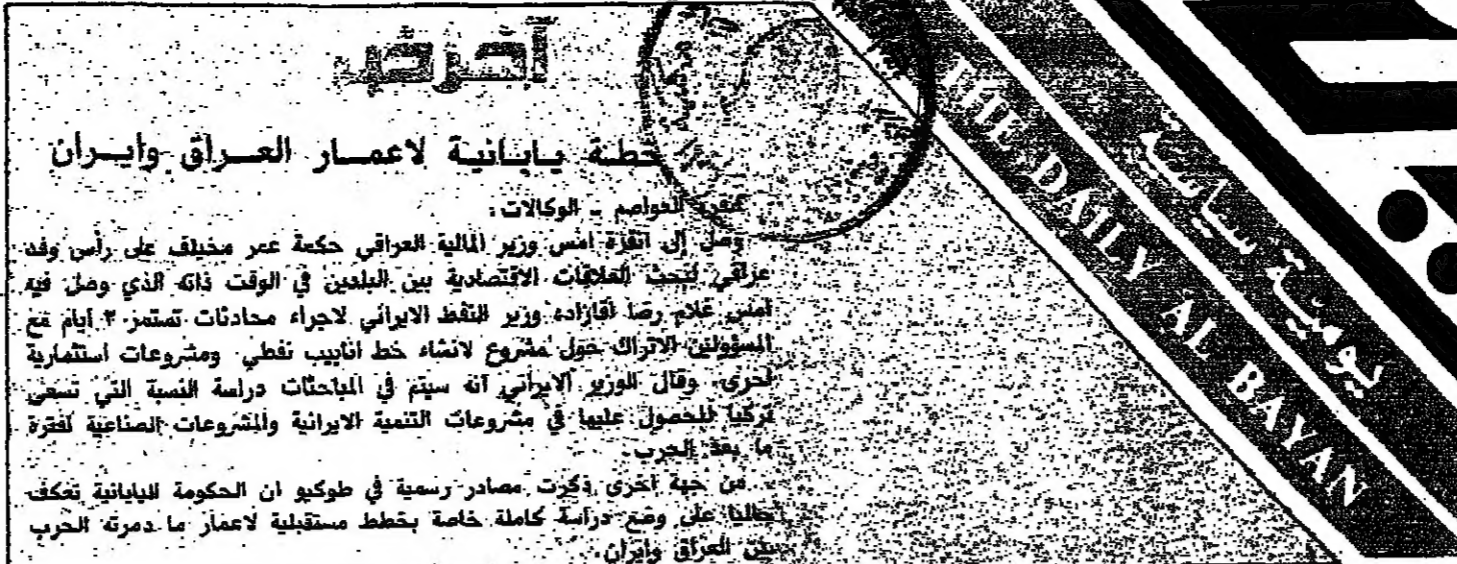 خطة يابانية لاعمار العراق وايران
العواصم - الوكالات :
وصل إلى انقرة امس وزير المالية العراقي حكمة عمر مخيلف على رأس وفد
عراقي لبحث العلاقات الاقتصادية بين البلدين في الوقت ذاته الذي وصل فيه
امس غلام رضا آقازاده وزير النفط الايراني لاجراء محادثات تستمر ٣ أيام مع
المسؤولين الاتراك حول مشروع لانشاء خط انابيب نفطي ومشروعات استثمارية
اخرى. وقال الوزير الايراني أنه سيتم في المباحثات دراسة النسبة التي تسعى
تركيا للحصول عليها في مشروعات التنمية الايرانية والمشروعات الصناعية لفترة
ما بعد الحرب.
من جهة اخرى ذكرت مصادر رسمية في طوكيو ان الحكومة اليابانية تعكف
حاليا على وضع دراسة كاملة خاصة بخطط مستقبلية لاعمار ما دمرته الحرب
بين العراق وايران.
THE DAILY AL BAYAN
يومية سياسية